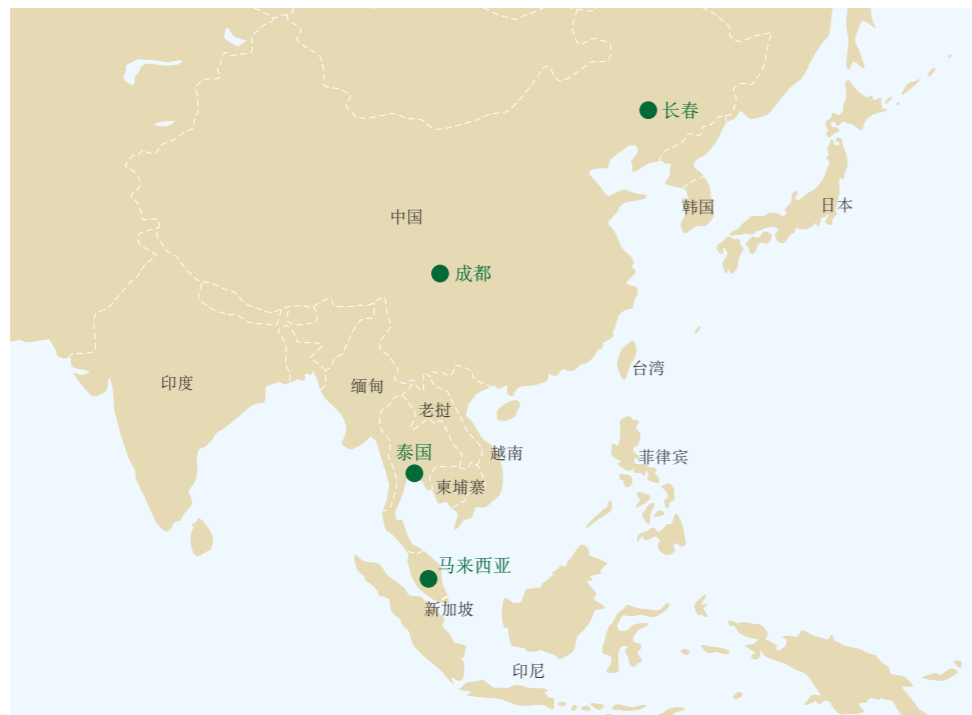 长春
韩国
日本
中国
成都
台湾
印度
缅甸
老挝
泰国
越南
菲律宾
柬埔寨
马来西亚
新加坡
印尼